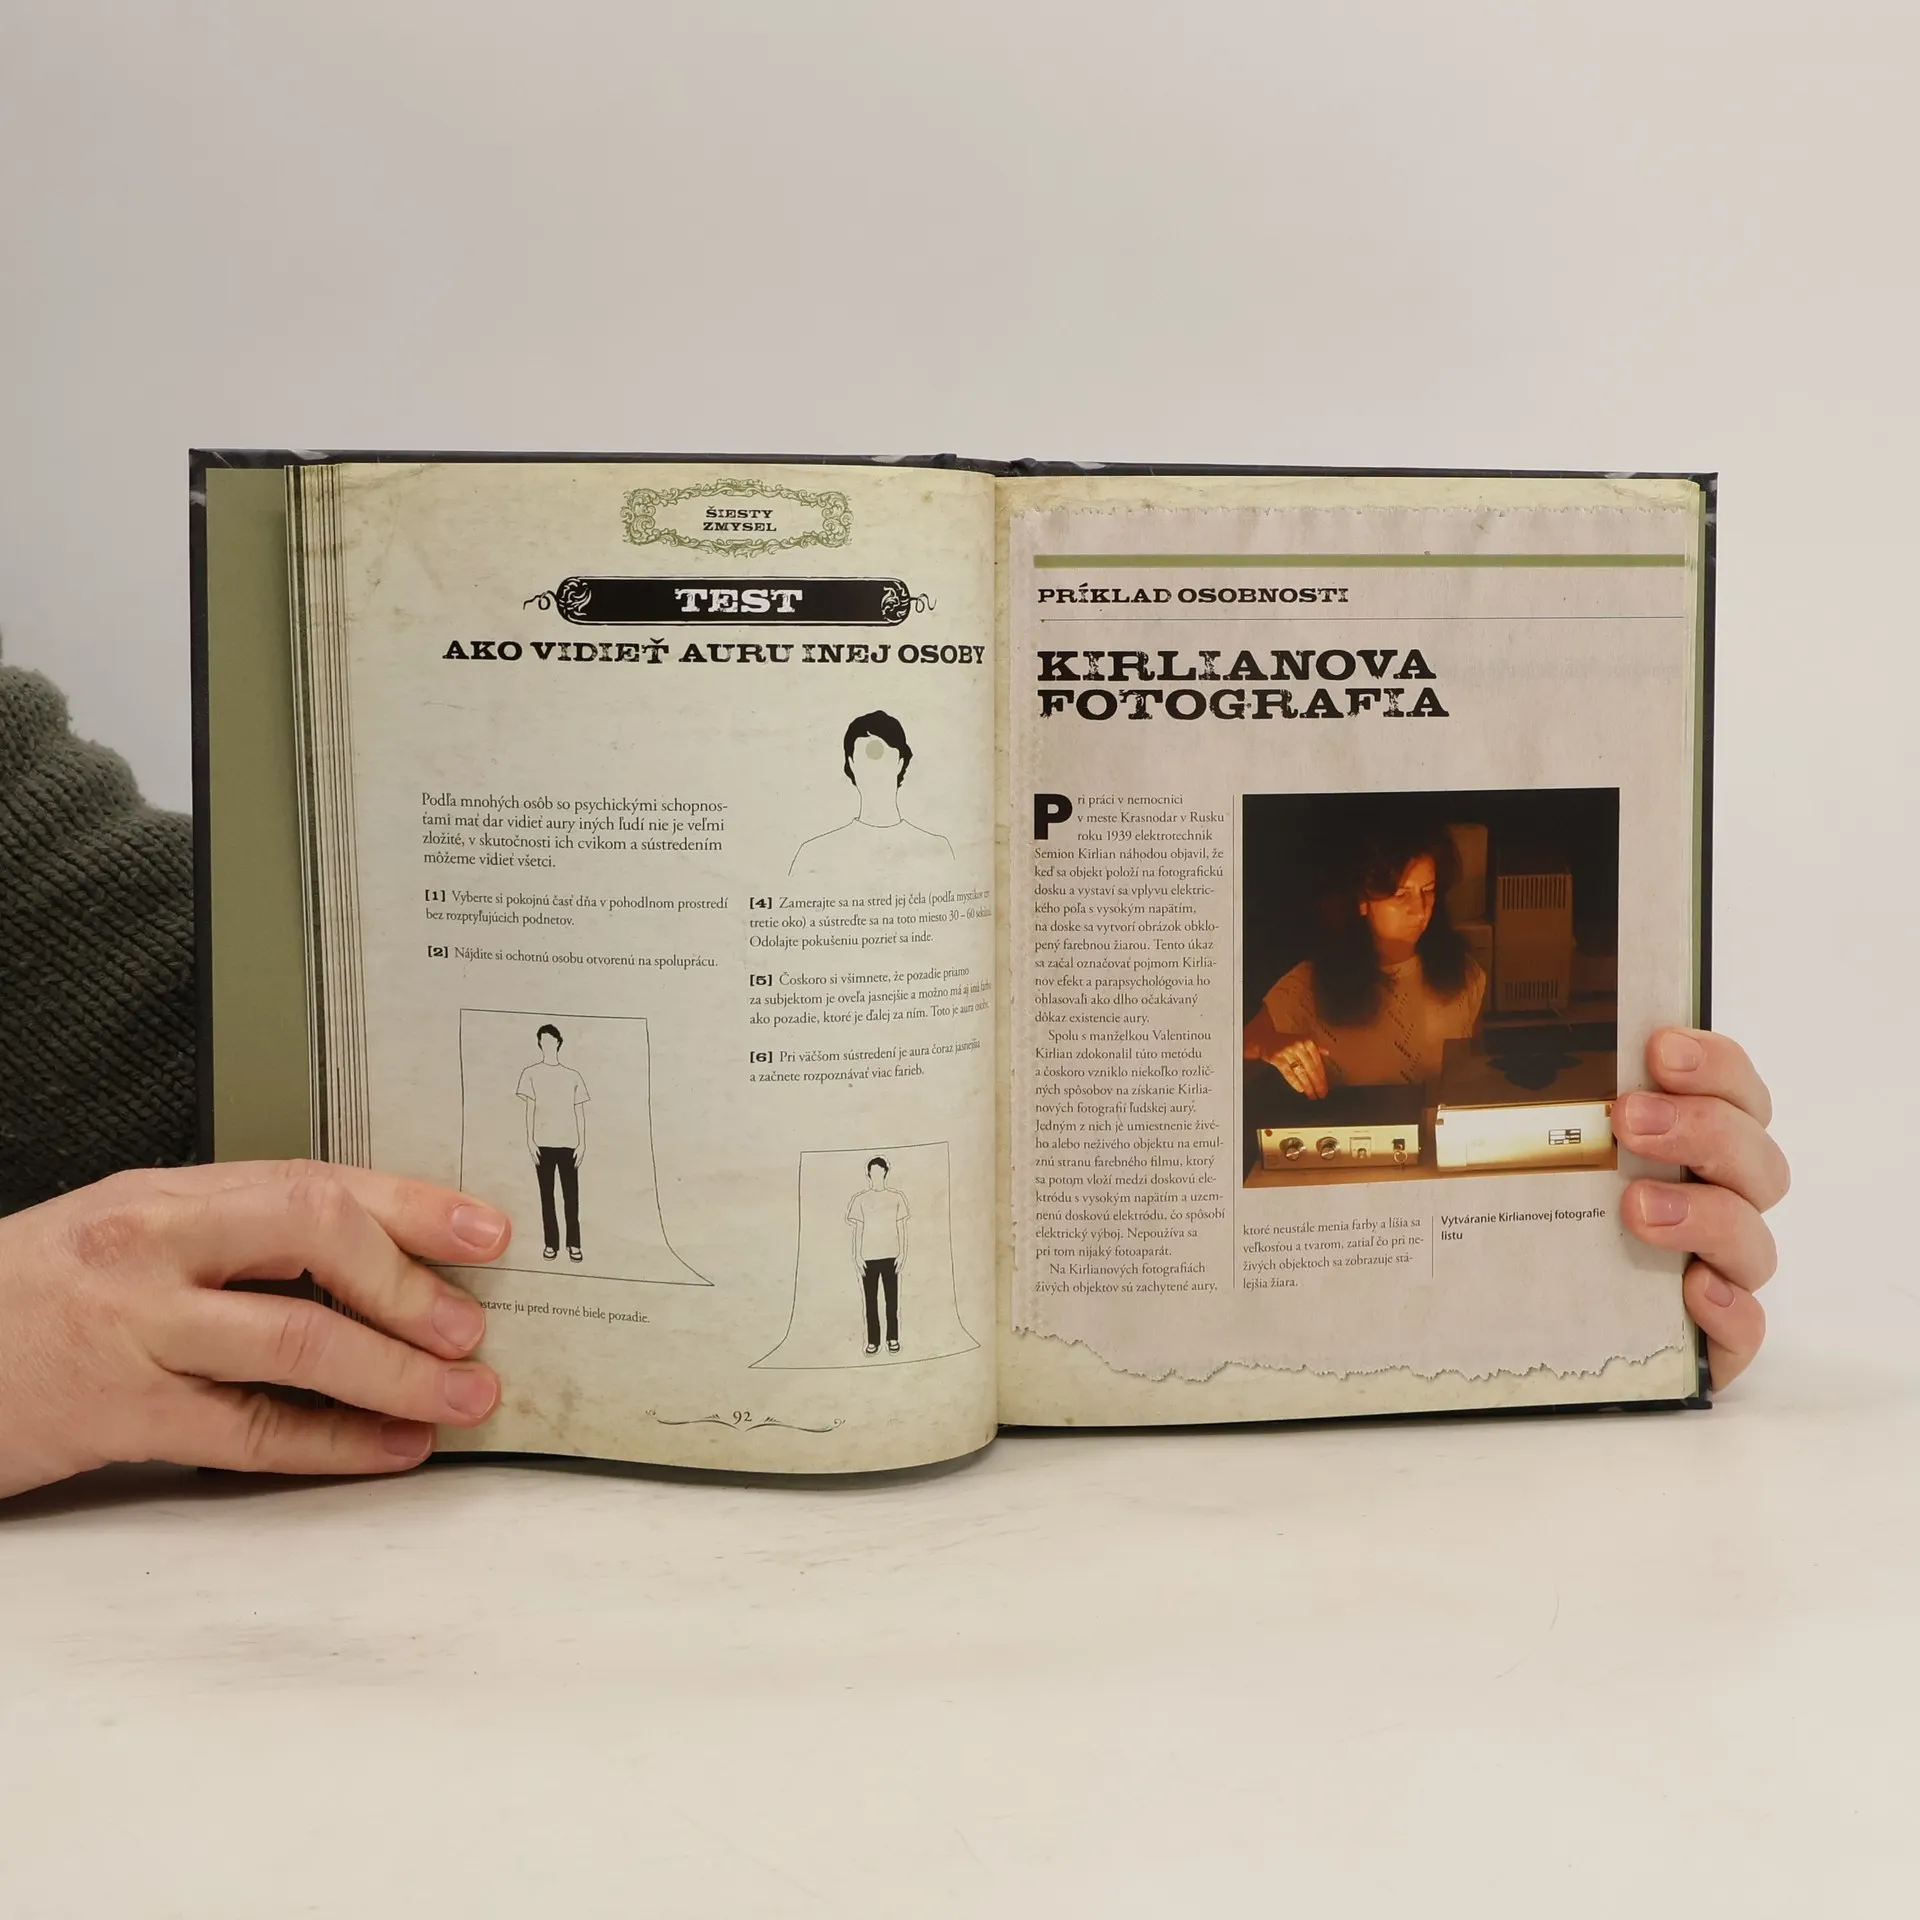 ŠIESTY
ZMYSEL
TEST
AKO VIDIEŤ AURU INEJ OSOBY
Podľa mnohých osôb so psychickými schopnos-
ťami mať dar vidieť aury iných ľudí nie je veľmi
zložité, v skutočnosti ich cvikom a sústredením
môžeme vidieť všetci.
[1] Vyberte si pokojnú časť dňa v pohodlnom prostredí
bez rozptyľujúcich podnetov.
[2] Nájdite si ochotnú osobu otvorenú na spoluprácu.
ju pred rovné biele pozadie.
[4] Zamerajte sa na stred jej čela (podľa mystikov
tretie oko) a sústreďte sa na toto miesto 30 – 60 sekúnd.
Odolajte pokušeniu pozrieť sa inde.
[5] Čoskoro si všimnete, že pozadie priamo
za subjektom je oveľa jasnejšie a možno má aj inú farbu
ako pozadie, ktoré je ďalej za ním. Toto je aura osoby.
[6] Pri väčšom sústredení je aura čoraz jasnejšia
a začnete rozpoznávať viac farieb.
92
PRÍKLAD OSOBNOSTI
KIRLIANOVA
FOTOGRAFIA
Pri práci v nemocnici
v meste Krasnodar v Rusku
roku 1939 elektrotechnik
Semion Kirlian náhodou objavil, že
keď sa objekt položí na fotografickú
dosku a vystaví sa vplyvu elektric-
kého poľa s vysokým napätím,
na doske sa vytvorí obrázok obklo-
pený farebnou žiarou. Tento úkaz
sa začal označovať pojmom Kirlia-
nov efekt a parapsychológovia ho
ohlasovali ako dlho očakávaný
dôkaz existencie aury.
Spolu s manželkou Valentinou
Kirlian zdokonalil túto metódu
a čoskoro vzniklo niekoľko rozlič-
ných spôsobov na získanie Kirlia-
nových fotografií ľudskej aury.
Jedným z nich je umiestnenie živé-
ho alebo neživého objektu na emul-
znú stranu farebného filmu, ktorý
sa potom vloží medzi doskovú ele-
ktródu s vysokým napätím a uzem-
nenú doskovú elektródu, čo spôsobí
elektrický výboj. Nepoužíva sa
pri tom nijaký fotoaparát.
Na Kirlianových fotografiách
živých objektov sú zachytené aury,
ktoré neustále menia farby a líšia sa
veľkosťou a tvarom, zatiaľ čo pri ne-
živých objektoch sa zobrazuje stá-
lejšia žiara.
Vytváranie Kirlianovej fotografie
listu